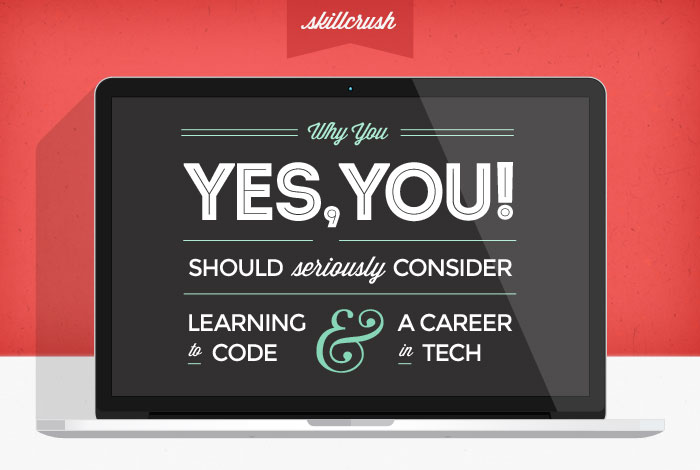 skillcrush
Why You
YES, YOU!
SHOULD seriously CONSIDER
LEARNING to CODE & A CAREER in TECH